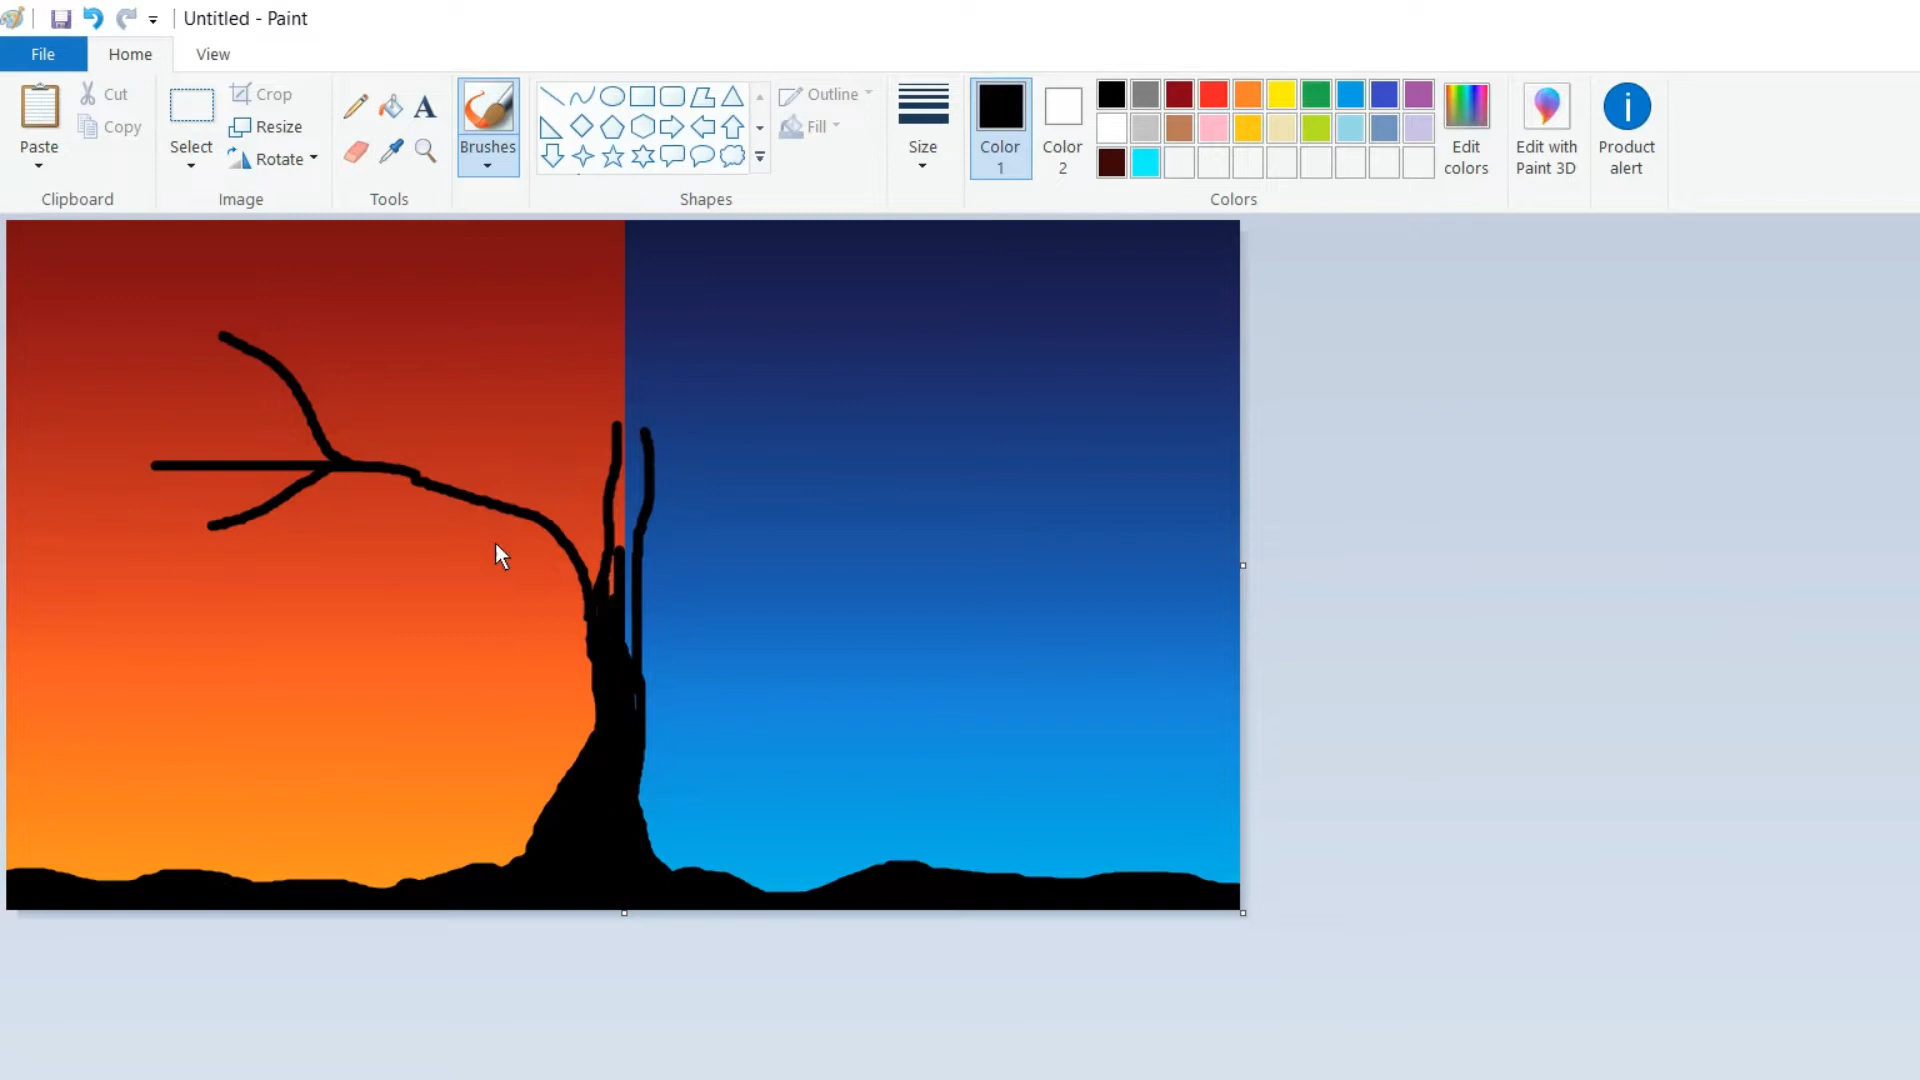 Untitled - Paint
File Home View
Paste Cut Copy
Select Crop Resize Rotate
A
Brushes
Outline Fill
Size
Color 1
Color 2
Edit colors
Edit with Paint 3D
Product alert
Clipboard Image Tools Shapes Colors